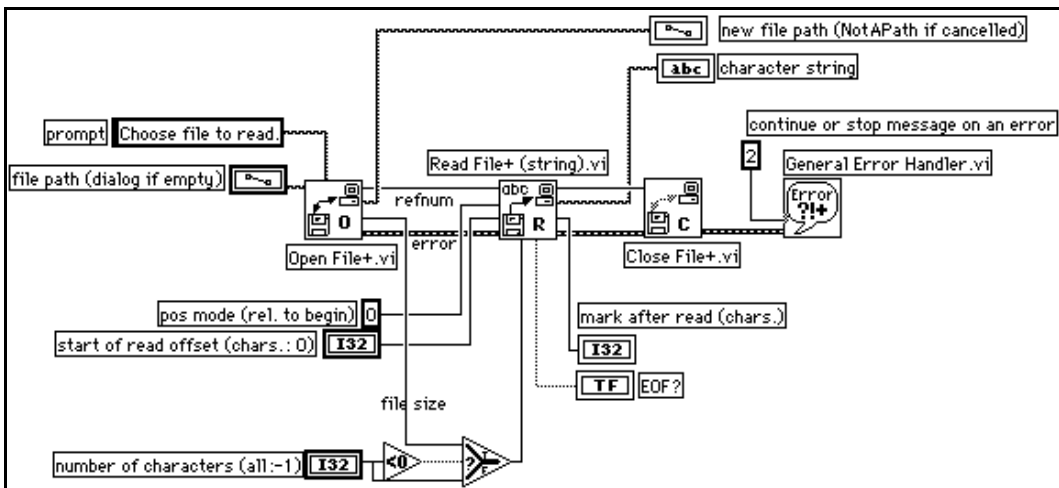 new file path (NotAPath if cancelled)
abc character string
prompt Choose file to read.
continue or stop message on an error
Read File+ (string).vi
2
General Error Handler.vi
file path (dialog if empty)
abc
Error
?!+
refnum
O
R
C
error
Open File+.vi
Close File+.vi
pos mode (rel. to begin) 0
mark after read (chars.)
start of read offset (chars.: 0) I32
I32
TF EOF?
file size
number of characters (all:-1) I32
<0
?
T
F